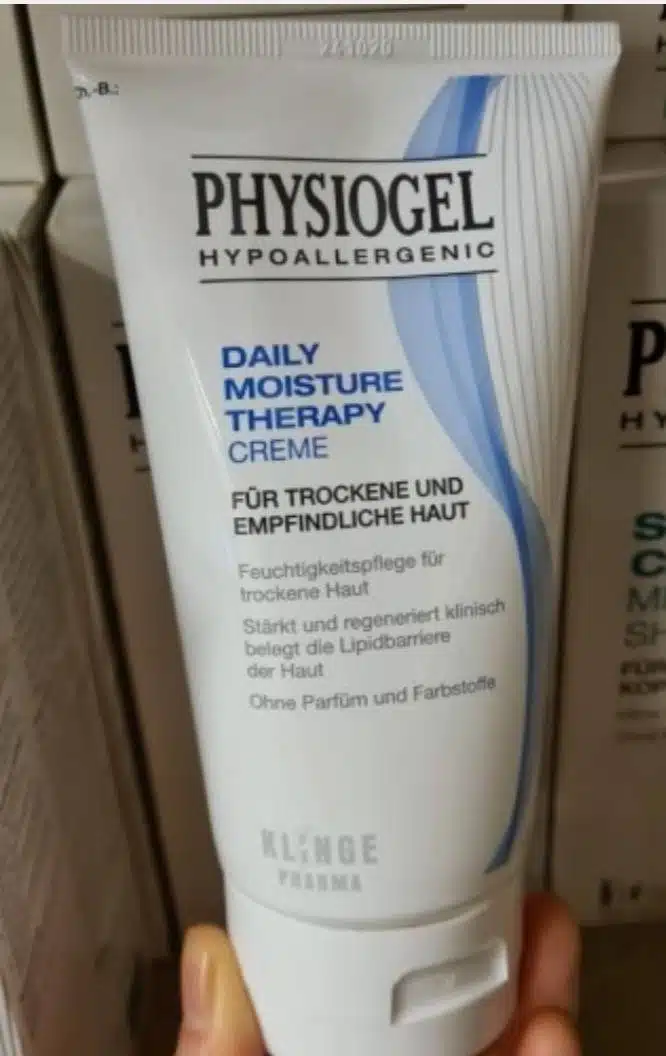 PHYSIOGEL
HYPOALLERGENIC
DAILY
MOISTURE
THERAPY
CREME
FÜR TROCKENE UND
EMPFINDLICHE HAUT
Feuchtigkeitspflege für
trockene Haut
Stärkt und regeneriert klinisch
belegt die Lipidbarriere
der Haut
Ohne Parfüm und Farbstoffe
KLINGE
PHARMA